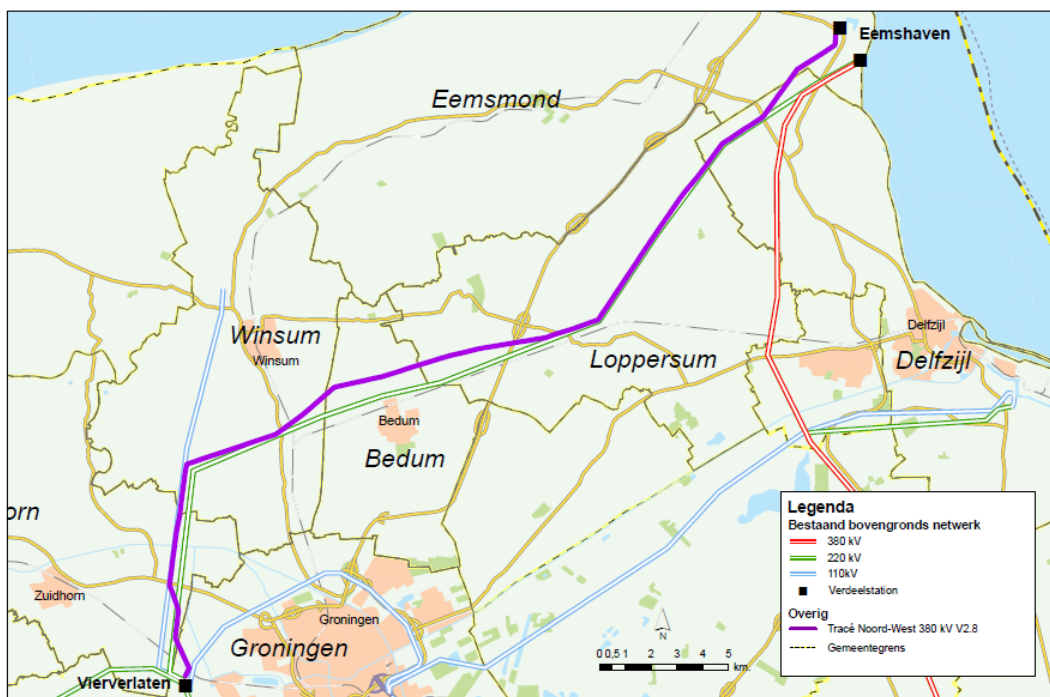 Eemshaven
Eemsmond
Winsum
Winsum
Loppersum
Delfzijl
Delfzijl
Bedum
Bedum
orn
Zuidhorn
Groningen
Groningen
Vierverlaten
N
0 0,5 1 2 3 4 5
km.
Legenda
Bestaand bovengronds netwerk
380 kV
220 kV
110kV
Verdeelstation
Overig
Tracé Noord-West 380 kV V2.8
Gemeentegrens